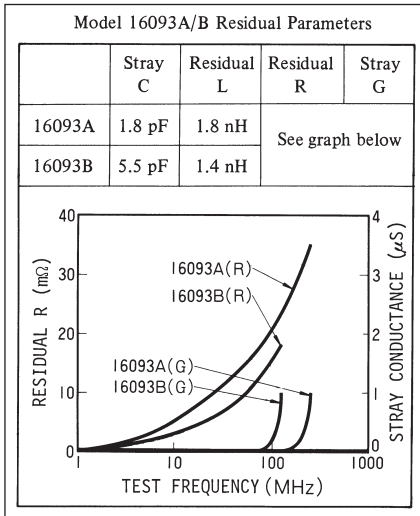 Model 16093A/B Residual Parameters
Stray C
Residual L
Residual R
Stray G
16093A
1.8 pF
1.8 nH
See graph below
16093B
5.5 pF
1.4 nH
RESIDUAL R (mΩ)
40
30
20
10
0
16093A(R)
16093B(R)
16093A(G)
16093B(G)
4
3
2
1
0
STRAY CONDUCTANCE (μS)
1
10
100
1000
TEST FREQUENCY (MHz)